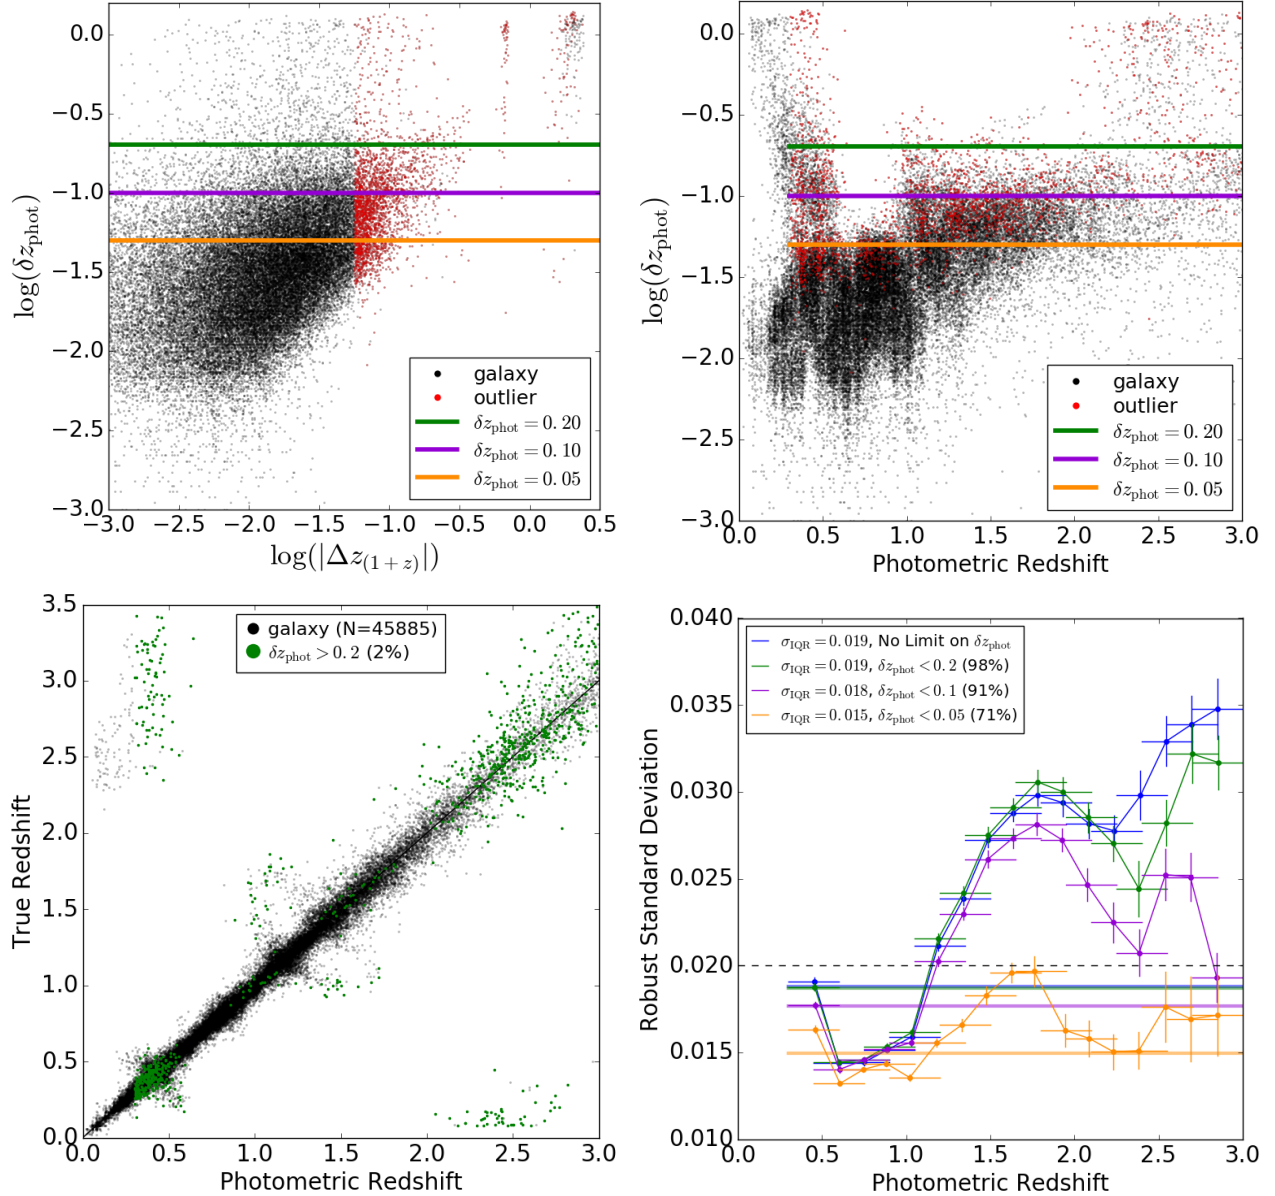 0.0
−0.5
−1.0
−1.5
−2.0
−2.5
−3.0
log(δz_phot)
galaxy
outlier
δz_phot = 0.20
δz_phot = 0.10
δz_phot = 0.05
−3.0 −2.5 −2.0 −1.5 −1.0 −0.5 0.0 0.5
log(|Δz_(1+z)|)
0.0
−0.5
−1.0
−1.5
−2.0
−2.5
−3.0
log(δz_phot)
galaxy
outlier
δz_phot = 0.20
δz_phot = 0.10
δz_phot = 0.05
0.0 0.5 1.0 1.5 2.0 2.5 3.0
Photometric Redshift
3.5
3.0
2.5
2.0
1.5
1.0
0.5
0.0
True Redshift
galaxy (N=45885)
δz_phot > 0.2 (2%)
0.0 0.5 1.0 1.5 2.0 2.5 3.0
Photometric Redshift
0.040
0.035
0.030
0.025
0.020
0.015
0.010
Robust Standard Deviation
σ_IQR = 0.019, No Limit on δz_phot
σ_IQR = 0.019, δz_phot < 0.2 (98%)
σ_IQR = 0.018, δz_phot < 0.1 (91%)
σ_IQR = 0.015, δz_phot < 0.05 (71%)
0.0 0.5 1.0 1.5 2.0 2.5 3.0
Photometric Redshift